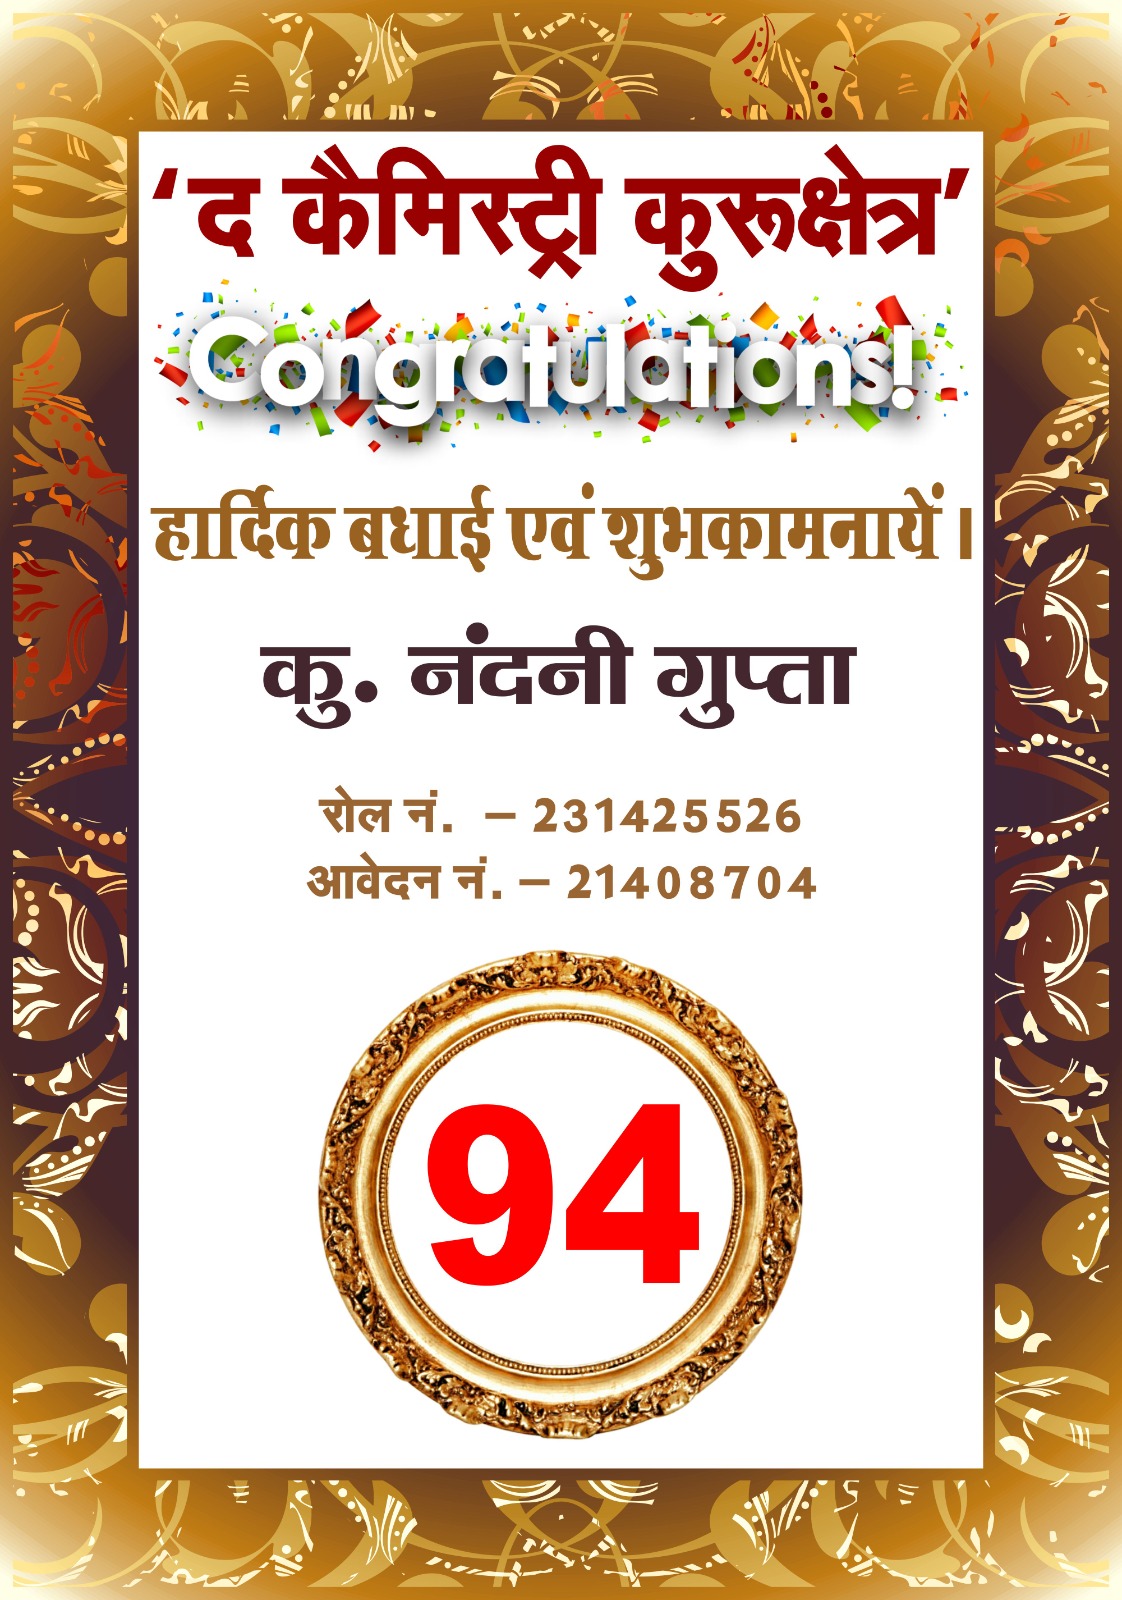 ‘द कैमिस्ट्री कुरूक्षेत्र’
Congratulations!
हार्दिक बधाई एवं शुभकामनायें।
कु. नंदनी गुप्ता
रोल नं. – 231425526
आवेदन नं. – 21408704
94